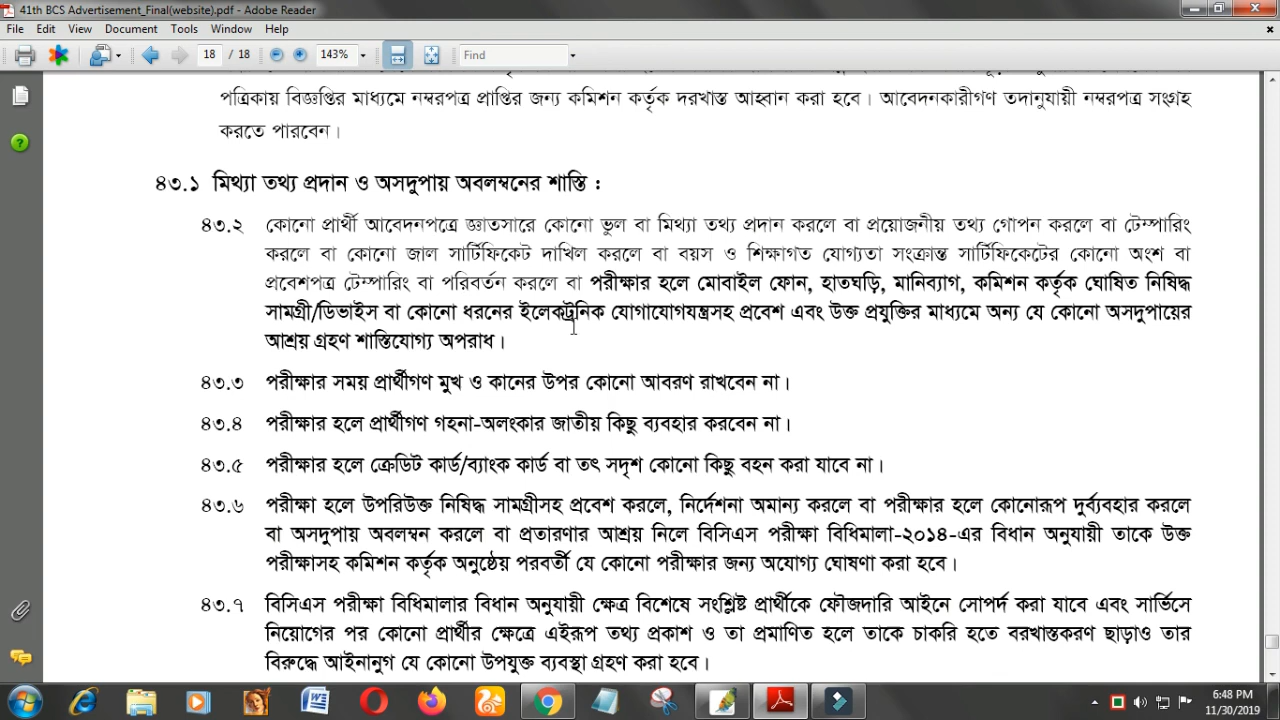 41th BCS Advertisement_Final(website).pdf - Adobe Reader
File Edit View Document Tools Window Help
18 / 18 143% Find
পত্রিকায় বিজ্ঞপ্তির মাধ্যমে নম্বরপত্র প্রাপ্তির জন্য কমিশন কর্তৃক দরখাস্ত আহ্বান করা হবে। আবেদনকারীগণ তদানুযায়ী নম্বরপত্র সংগ্রহ
করতে পারবেন।
৪৩.১ মিথ্যা তথ্য প্রদান ও অসদুপায় অবলম্বনের শাস্তি :
৪৩.২ কোনো প্রার্থী আবেদনপত্রে জ্ঞাতসারে কোনো ভুল বা মিথ্যা তথ্য প্রদান করলে বা প্রয়োজনীয় তথ্য গোপন করলে বা টেম্পারিং
করলে বা কোনো জাল সার্টিফিকেট দাখিল করলে বা বয়স ও শিক্ষাগত যোগ্যতা সংক্রান্ত সার্টিফিকেটের কোনো অংশ বা
প্রবেশপত্র টেম্পারিং বা পরিবর্তন করলে বা পরীক্ষার হলে মোবাইল ফোন, হাতঘড়ি, মানিব্যাগ, কমিশন কর্তৃক ঘোষিত নিষিদ্ধ
সামগ্রী/ডিভাইস বা কোনো ধরনের ইলেকট্রনিক যোগাযোগযন্ত্রসহ প্রবেশ এবং উক্ত প্রযুক্তির মাধ্যমে অন্য যে কোনো অসদুপায়ের
আশ্রয় গ্রহণ শাস্তিযোগ্য অপরাধ।
৪৩.৩ পরীক্ষার সময় প্রার্থীগণ মুখ ও কানের উপর কোনো আবরণ রাখবেন না।
৪৩.৪ পরীক্ষার হলে প্রার্থীগণ গহনা-অলংকার জাতীয় কিছু ব্যবহার করবেন না।
৪৩.৫ পরীক্ষার হলে ক্রেডিট কার্ড/ব্যাংক কার্ড বা তৎ সদৃশ কোনো কিছু বহন করা যাবে না।
৪৩.৬ পরীক্ষা হলে উপরিউক্ত নিষিদ্ধ সামগ্রীসহ প্রবেশ করলে, নির্দেশনা অমান্য করলে বা পরীক্ষার হলে কোনোরূপ দুর্ব্যবহার করলে
বা অসদুপায় অবলম্বন করলে বা প্রতারণার আশ্রয় নিলে বিসিএস পরীক্ষা বিধিমালা-২০১৪-এর বিধান অনুযায়ী তাকে উক্ত
পরীক্ষাসহ কমিশন কর্তৃক অনুষ্ঠেয় পরবর্তী যে কোনো পরীক্ষার জন্য অযোগ্য ঘোষণা করা হবে।
৪৩.৭ বিসিএস পরীক্ষা বিধিমালার বিধান অনুযায়ী ক্ষেত্র বিশেষে সংশ্লিষ্ট প্রার্থীকে ফৌজদারি আইনে সোপর্দ করা যাবে এবং সার্ভিসে
নিয়োগের পর কোনো প্রার্থীর ক্ষেত্রে এইরূপ তথ্য প্রকাশ ও তা প্রমাণিত হলে তাকে চাকরি হতে বরখাস্তকরণ ছাড়াও তার
বিরুদ্ধে আইনানুগ যে কোনো উপযুক্ত ব্যবস্থা গ্রহণ করা হবে।
6:48 PM
11/30/2019